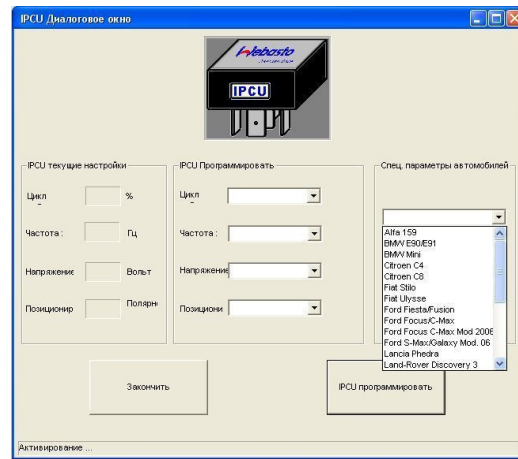 IPCU Диалоговое окно
Webasto
IPCU
IPCU текущие настройки
IPCU Программировать
Спец. параметры автомобилей
Цикл
%
Цикл
Частота :
Гц
Частота :
Напряжение
Вольт
Напряжение
Позиционир
Полярн
Позициони
Alfa 159
BMW E90/E91
BMW Mini
Citroen C4
Citroen C8
Fiat Stilo
Fiat Ulysse
Ford Fiesta/Fusion
Ford Focus/C-Max
Ford Focus C-Max Mod 2006
Ford S-Max/Galaxy Mod. 06
Lancia Phedra
Land-Rover Discovery 3
Закончить
IPCU программировать
Активирование ...